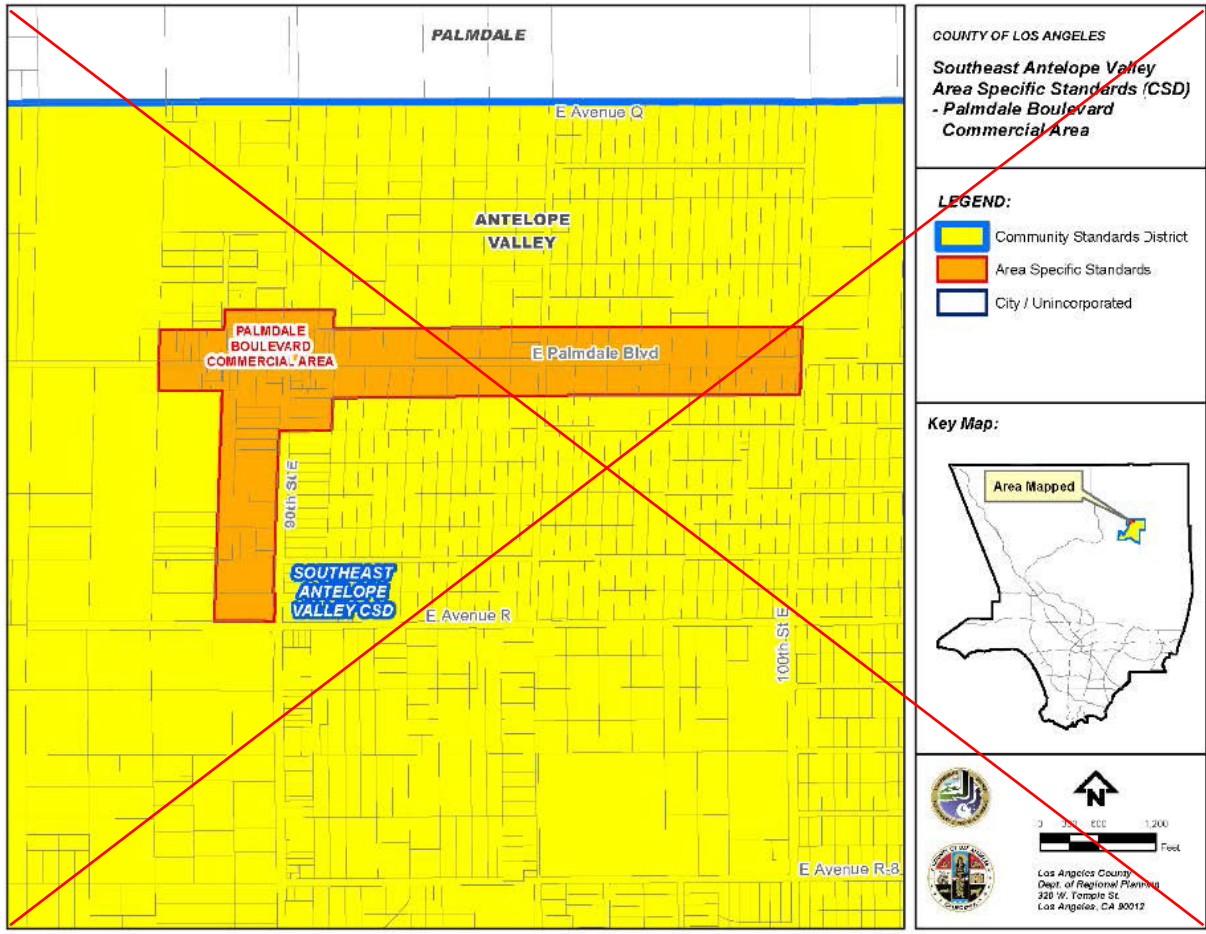 PALMDALE
E Avenue Q
ANTELOPE
VALLEY
PALMDALE
BOULEVARD
COMMERCIAL AREA
E Palmdale Blvd
90th St E
SOUTHEAST
ANTELOPE
VALLEY CSD
E Avenue R
100th St E
E Avenue R-8
COUNTY OF LOS ANGELES
Southeast Antelope Valley
Area Specific Standards (CSD)
- Palmdale Boulevard
Commercial Area
LEGEND:
Community Standards District
Area Specific Standards
City / Unincorporated
Key Map:
Area Mapped
N
0 300 600 1,200
Feet
Los Angeles County
Dept. of Regional Planning
320 W. Temple St.
Los Angeles, CA 90012